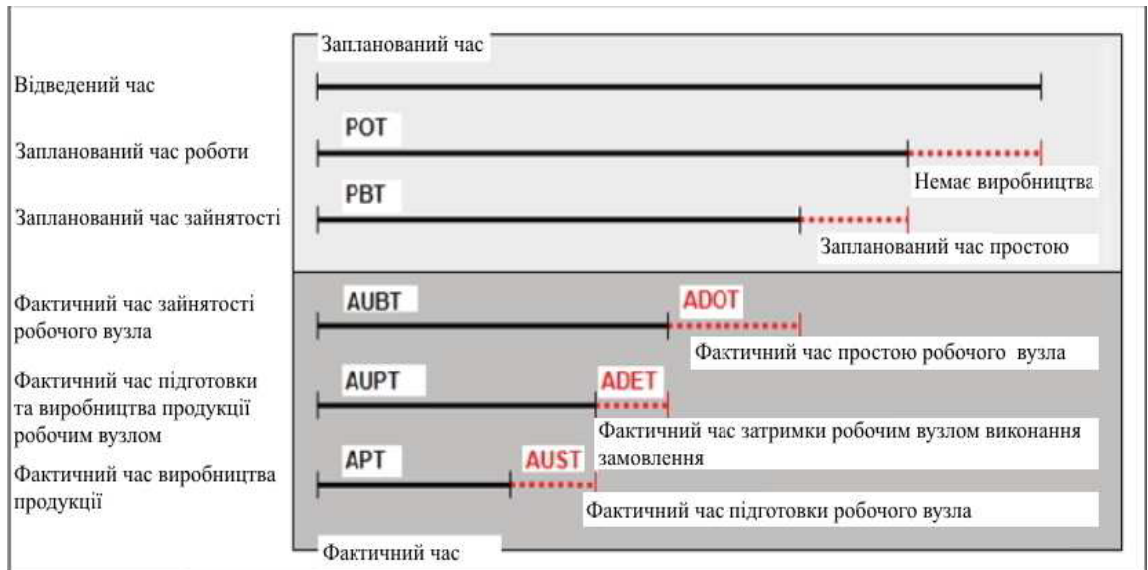 Запланований час
Відведений час
POT
Запланований час роботи
Немає виробництва
PBT
Запланований час зайнятості
Запланований час простою
Фактичний час зайнятості
робочого вузла
AUBT
ADOT
Фактичний час простою робочого вузла
Фактичний час підготовки
та виробництва продукції
робочим вузлом
AUPT
ADET
Фактичний час затримки робочим вузлом виконання
замовлення
Фактичний час виробництва
продукції
APT
AUST
Фактичний час підготовки робочого вузла
Фактичний час